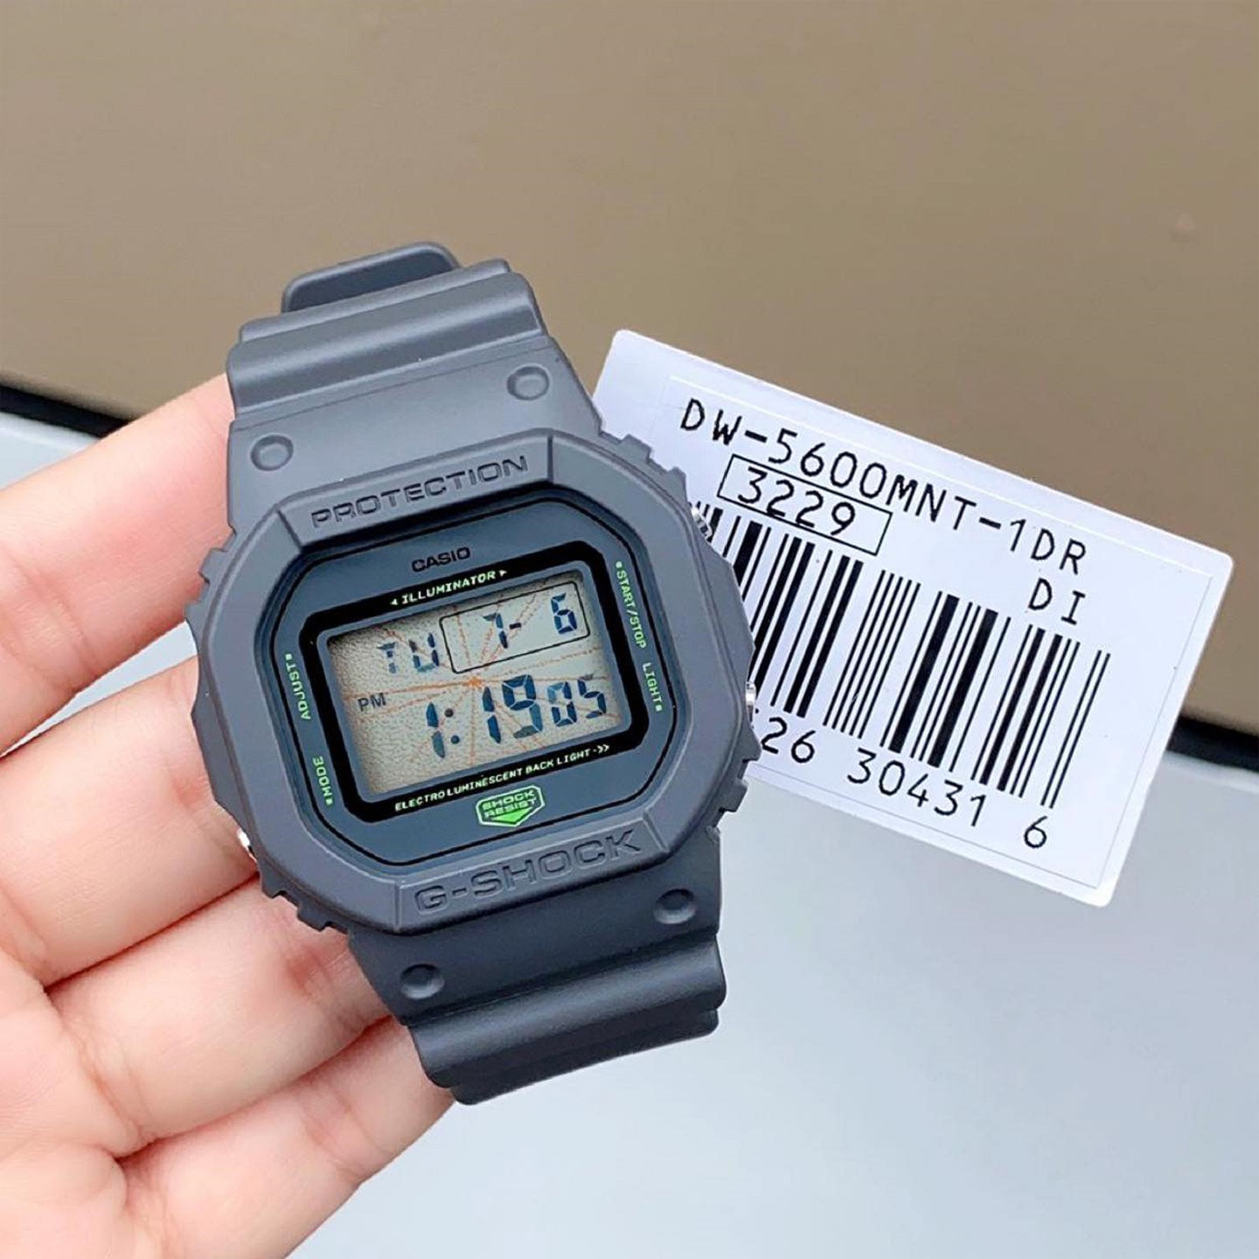 PROTECTION
CASIO
ILLUMINATOR
ADJUST
MODE
START/STOP
LIGHT
TU 7- 6
PM 1:19 05
ELECTRO LUMINESCENT BACK LIGHT
SHOCK
RESIST
G-SHOCK
DW-5600MNT-1DR
3229
DI
26 30431 6